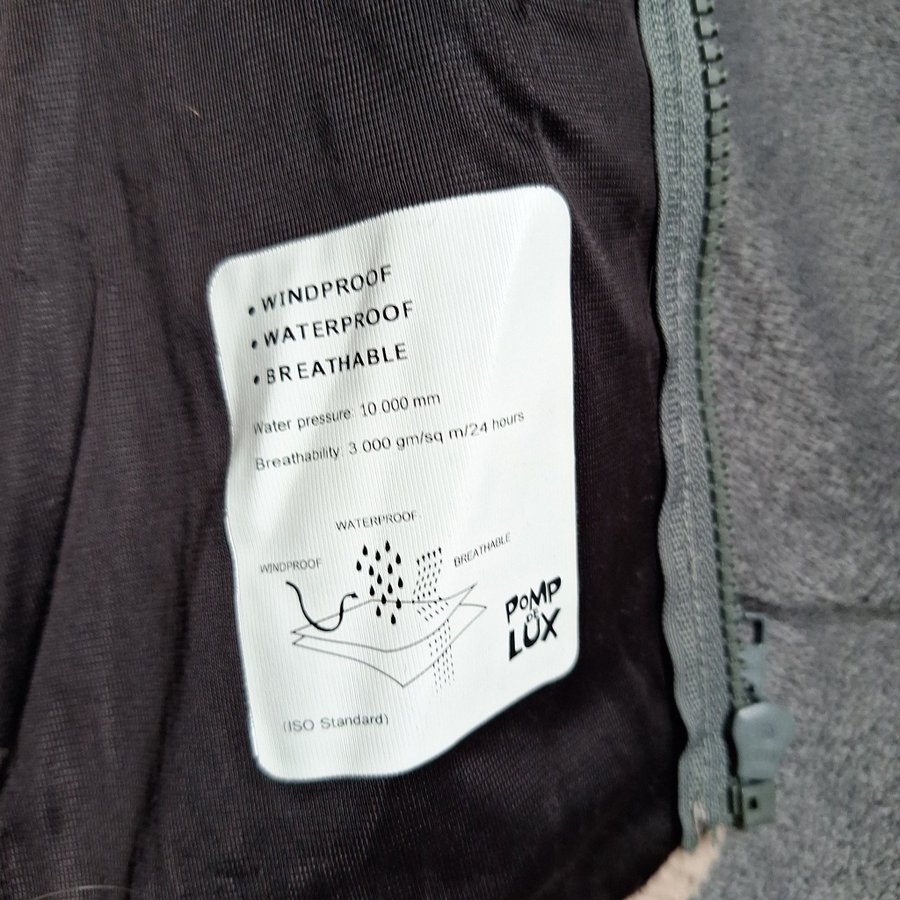 • WINDPROOF
• WATERPROOF
• BREATHABLE
Water pressure: 10 000 mm
Breathability: 3 000 gm/sq m/24 hours
WATERPROOF
WINDPROOF
BREATHABLE
POMP
DE
LUX
(ISO Standard)